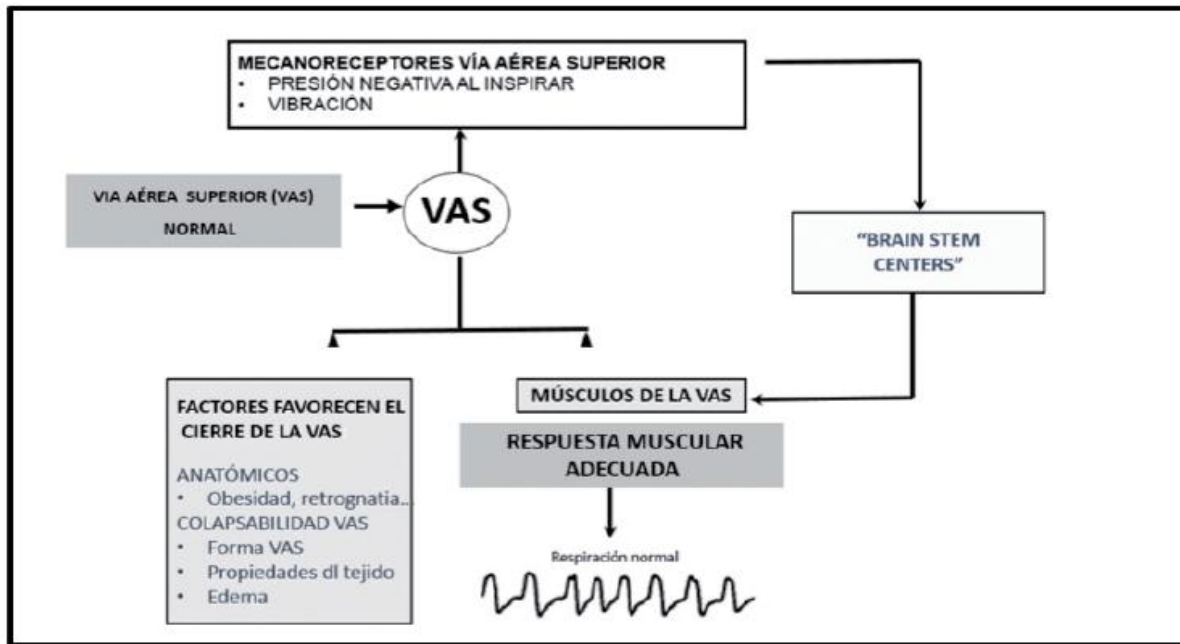 MECANORECEPTORES VÍA AÉREA SUPERIOR
• PRESIÓN NEGATIVA AL INSPIRAR
• VIBRACIÓN
VIA AÉREA SUPERIOR (VAS)
NORMAL
VAS
“BRAIN STEM
CENTERS”
FACTORES FAVORECEN EL
CIERRE DE LA VAS
ANATÓMICOS
• Obesidad, retrognatia...
COLAPSABILIDAD VAS
• Forma VAS
• Propiedades dl tejido
• Edema
MÚSCULOS DE LA VAS
RESPUESTA MUSCULAR
ADECUADA
Respiración normal